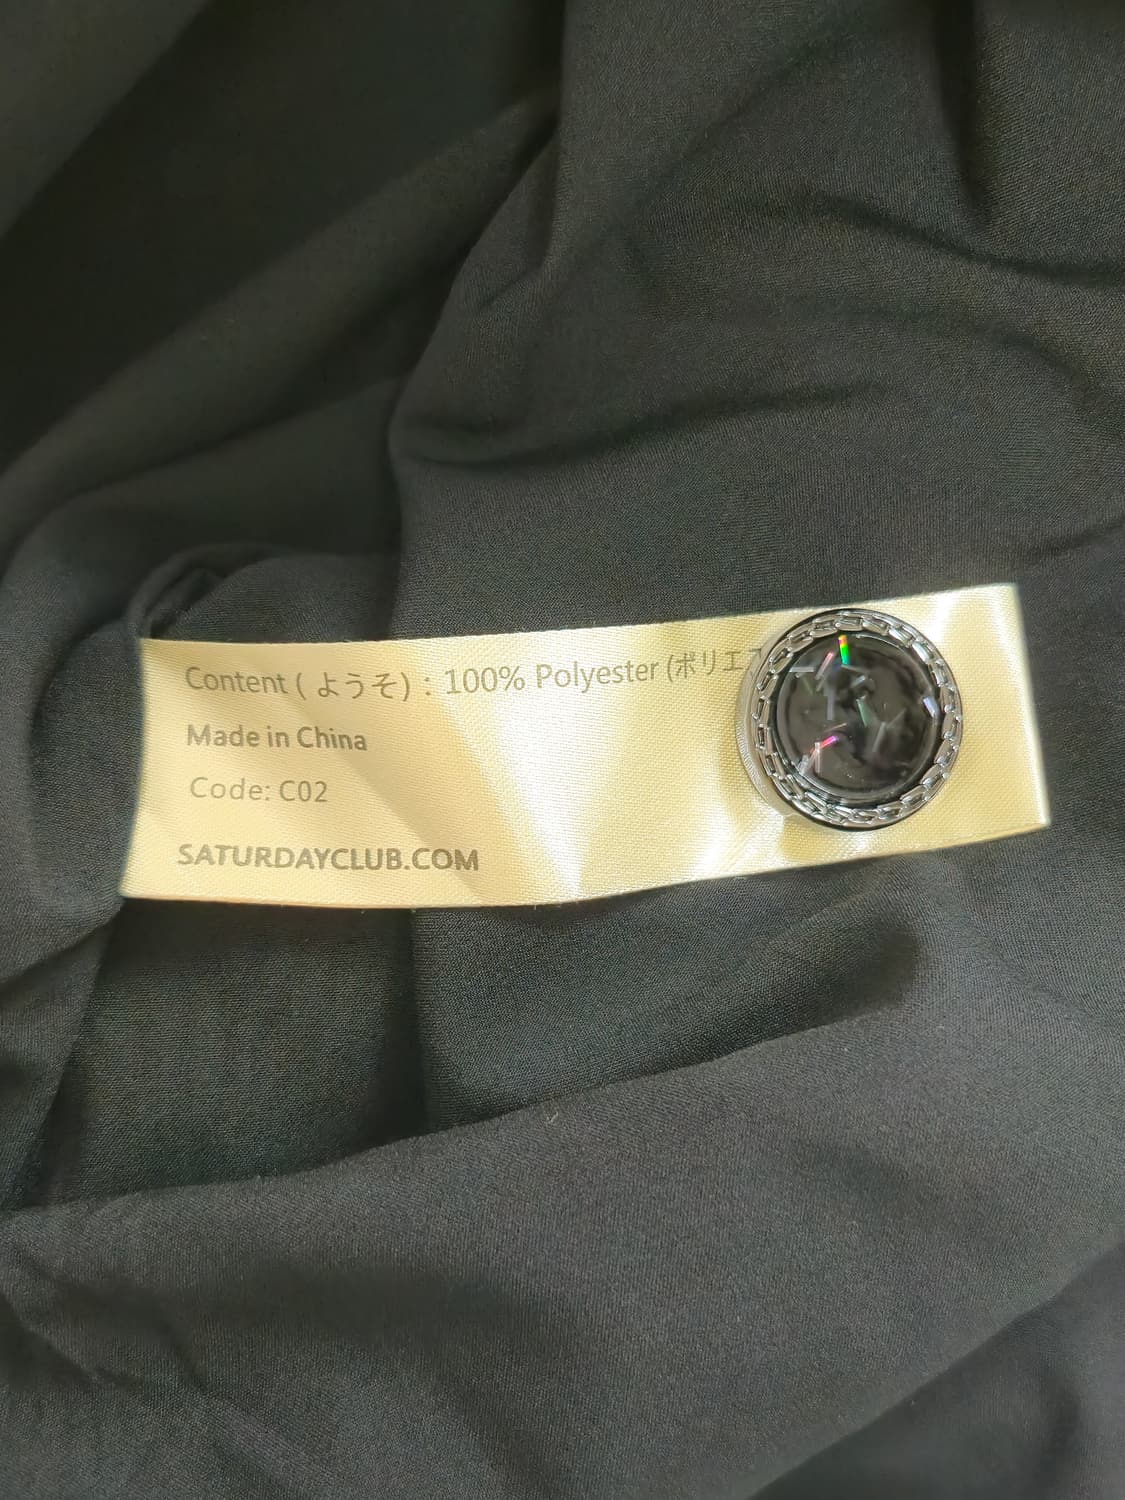 Content ( ようそ) : 100% Polyester (ポリエ
Made in China
Code: C02
SATURDAYCLUB.COM